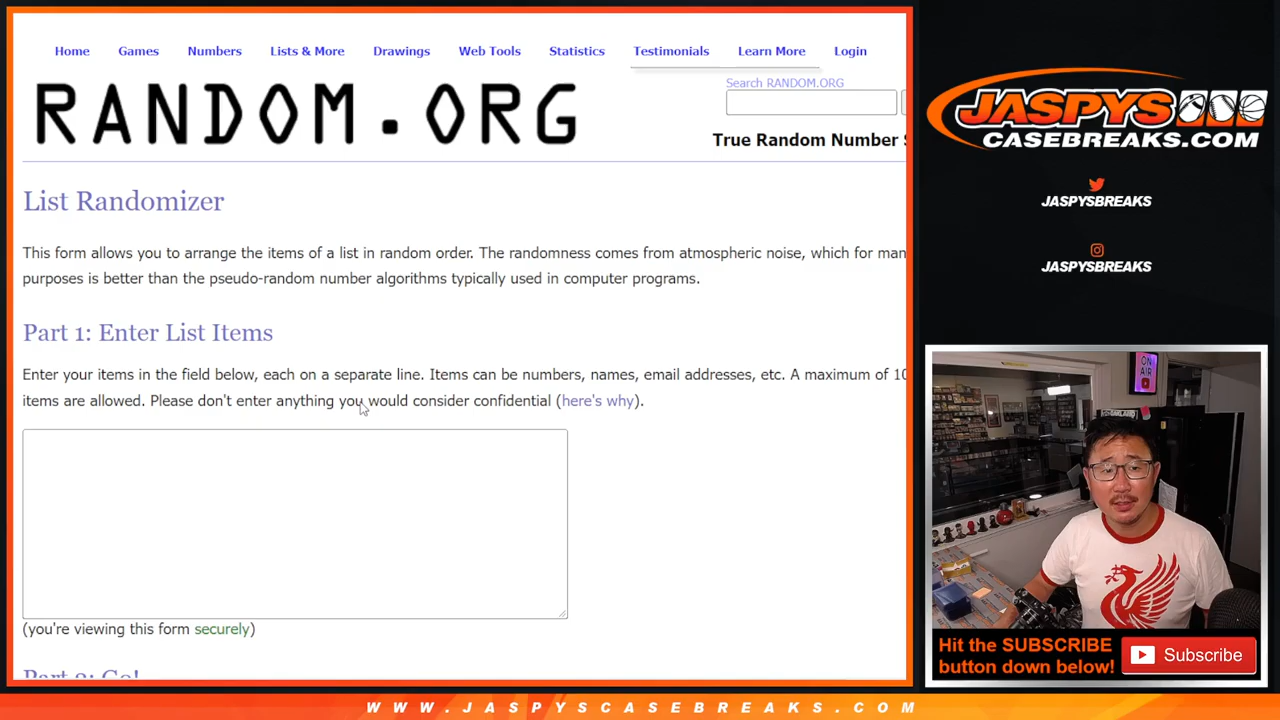 Home Games Numbers Lists & More Drawings Web Tools Statistics Testimonials Learn More Login
RANDOM.ORG
Search RANDOM.ORG
True Random Number S
List Randomizer
This form allows you to arrange the items of a list in random order. The randomness comes from atmospheric noise, which for man
purposes is better than the pseudo-random number algorithms typically used in computer programs.
Part 1: Enter List Items
Enter your items in the field below, each on a separate line. Items can be numbers, names, email addresses, etc. A maximum of 10
items are allowed. Please don't enter anything you would consider confidential (here's why).
(you're viewing this form securely)
Part 2: Go!
JASPYS
CASEBREAKS.COM
JASPYSBREAKS
JASPYSBREAKS
ON
AIR
Hit the SUBSCRIBE
button down below!
Subscribe
WWW.JASPYSCASEBREAKS.COM